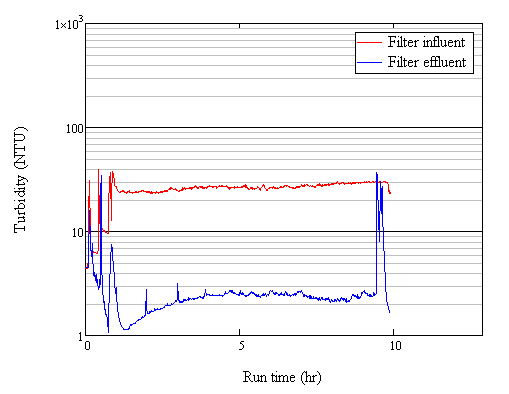 1×10³
Filter influent
Filter effluent
100
Turbidity (NTU)
10
1
0
5
10
Run time (hr)